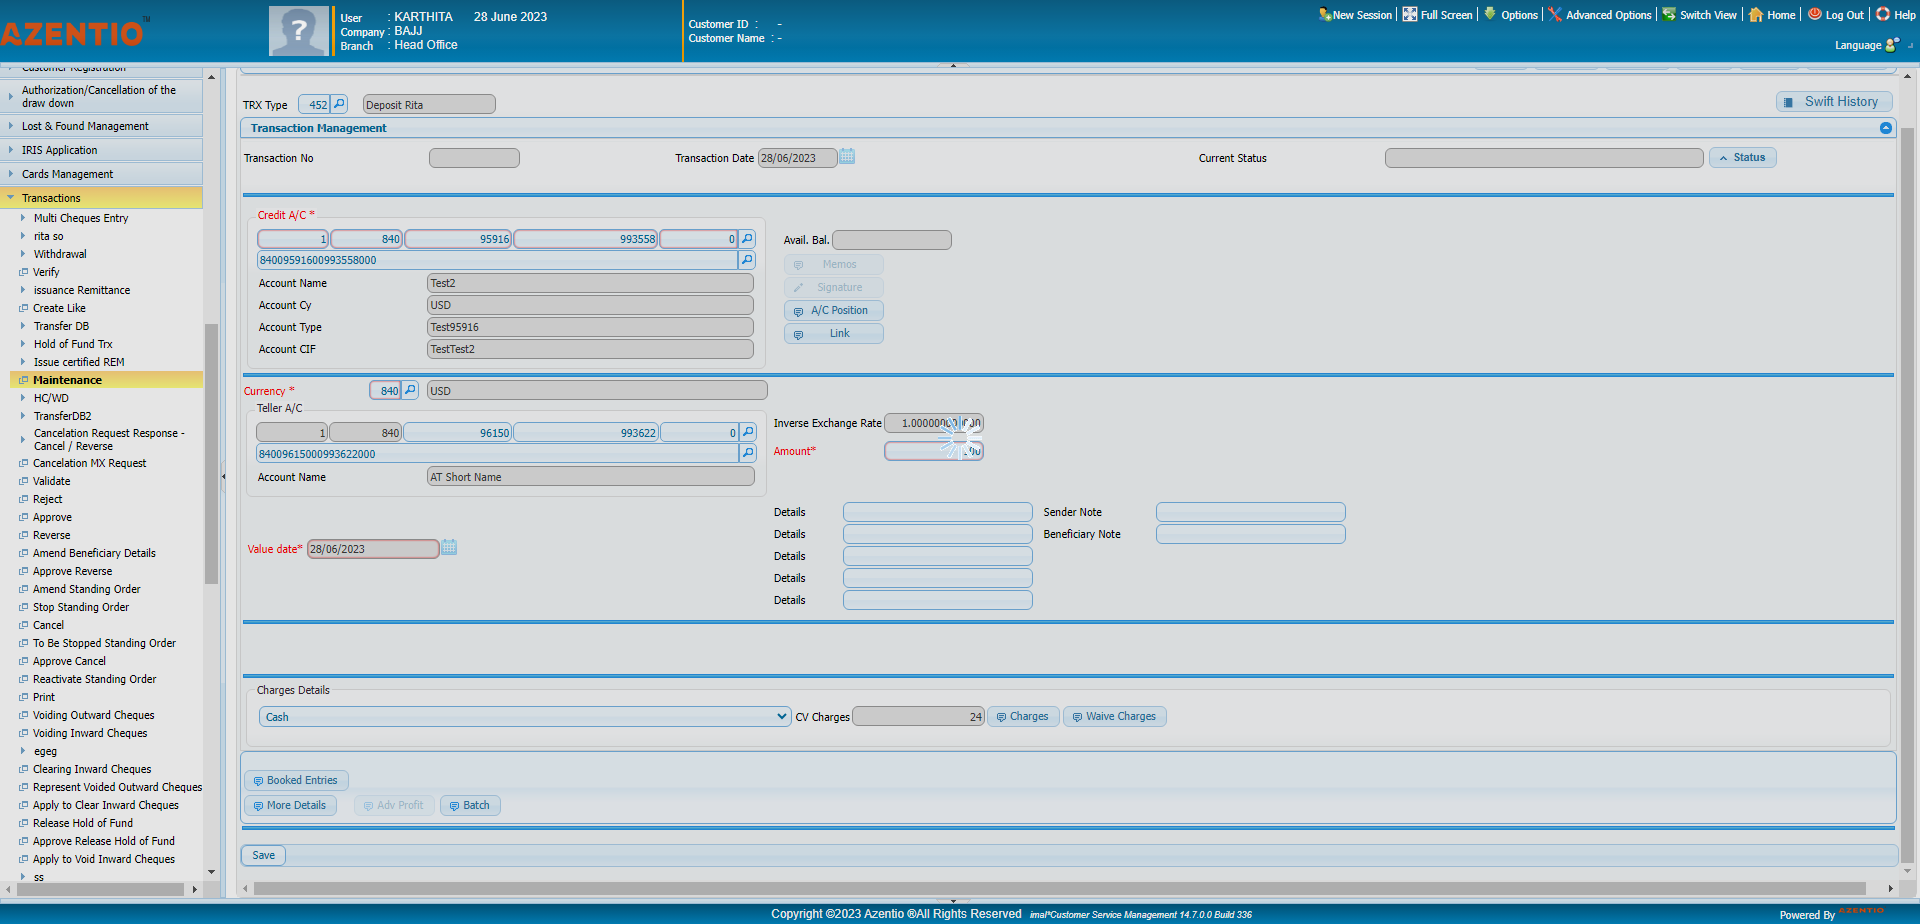 AZENTIO™
User : KARTHITA 28 June 2023
Company : BAJJ
Branch : Head Office
Customer ID : -
Customer Name : -
New Session
Full Screen
Options
Advanced Options
Switch View
Home
Log Out
Help
Language
Customer Registration
Authorization/Cancellation of the
draw down
Lost & Found Management
IRIS Application
Cards Management
Transactions
Multi Cheques Entry
rita so
Withdrawal
Verify
issuance Remittance
Create Like
Transfer DB
Hold of Fund Trx
Issue certified REM
Maintenance
HC/WD
TransferDB2
Cancelation Request Response -
Cancel / Reverse
Cancelation MX Request
Validate
Reject
Approve
Reverse
Amend Beneficiary Details
Approve Reverse
Amend Standing Order
Stop Standing Order
Cancel
To Be Stopped Standing Order
Approve Cancel
Reactivate Standing Order
Print
Voiding Outward Cheques
Voiding Inward Cheques
egeg
Clearing Inward Cheques
Represent Voided Outward Cheques
Apply to Clear Inward Cheques
Release Hold of Fund
Approve Release Hold of Fund
Apply to Void Inward Cheques
ss
TRX Type 452 Deposit Rita
Swift History
Transaction Management
Transaction No
Transaction Date 28/06/2023
Current Status
Status
Credit A/C *
1 840 95916 993558 0
84009591600993558000
Account Name Test2
Account Cy USD
Account Type Test95916
Account CIF TestTest2
Avail. Bal.
Memos
Signature
A/C Position
Link
Currency * 840 USD
Teller A/C
1 840 96150 993622 0
84009615000993622000
Account Name AT Short Name
Inverse Exchange Rate
Amount*
Value date* 28/06/2023
Details
Details
Details
Details
Details
Sender Note
Beneficiary Note
Charges Details
Cash
CV Charges 24
Charges
Waive Charges
Booked Entries
More Details
Adv Profit
Batch
Save
Copyright ©2023 Azentio ®All Rights Reserved imal*Customer Service Management 14.7.0.0 Build 336
Powered By AZENTIO